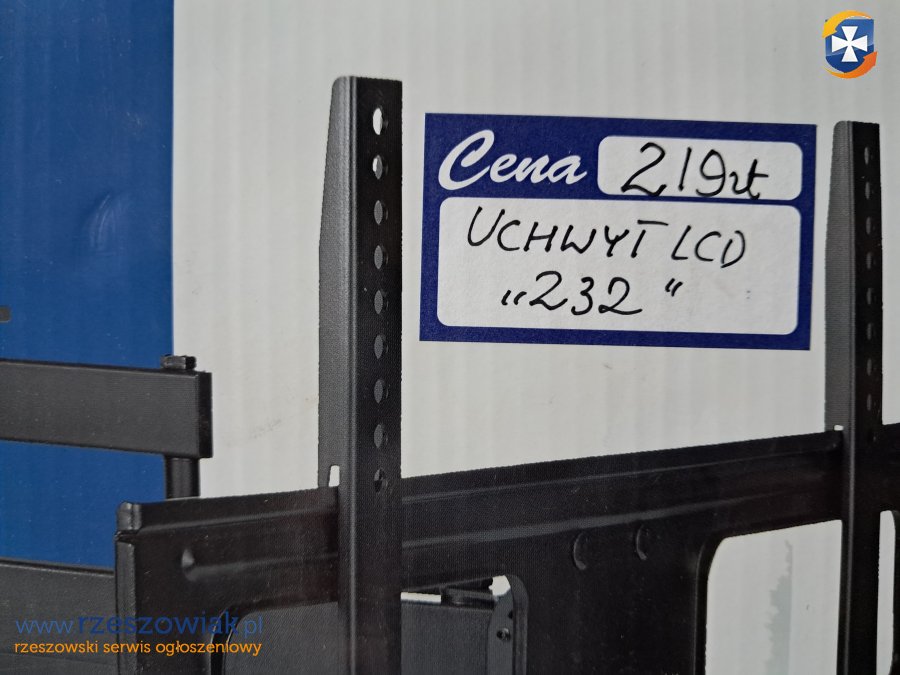 Cena 219zł
UCHWYT LCD
„232"
www.rzeszowiak.pl
rzeszowski serwis ogłoszeniowy